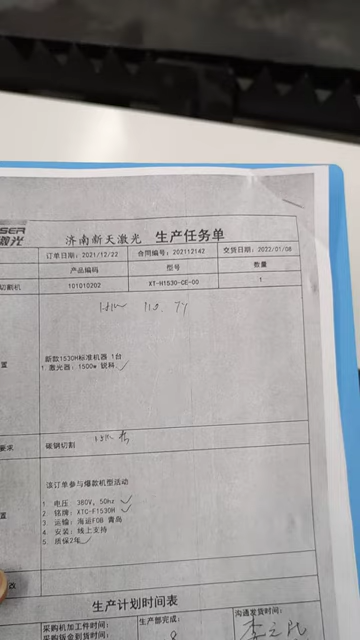 SER
激光
济南新天激光 生产任务单
订单日期：2021/12/22 合同编号：202112142 交货日期：2022/01/08
产品编码 型号 数量
切割机 101010202 XT-H1530-CE-00 1
置
新款1530H标准机器 1台
1 激光器：1500w 锐科
要求 碳钢切割
该订单参与爆款机型活动
置
1 电压 380V，50hz
2 铭牌：XTC-F1530H
3 运输：海运FOB 青岛
4 安装：线上支持
5 质保2年
改
生产计划时间表
采购机加工件时间： 生产部完成： 沟通发货时间：
采购钣金到货时间： 8